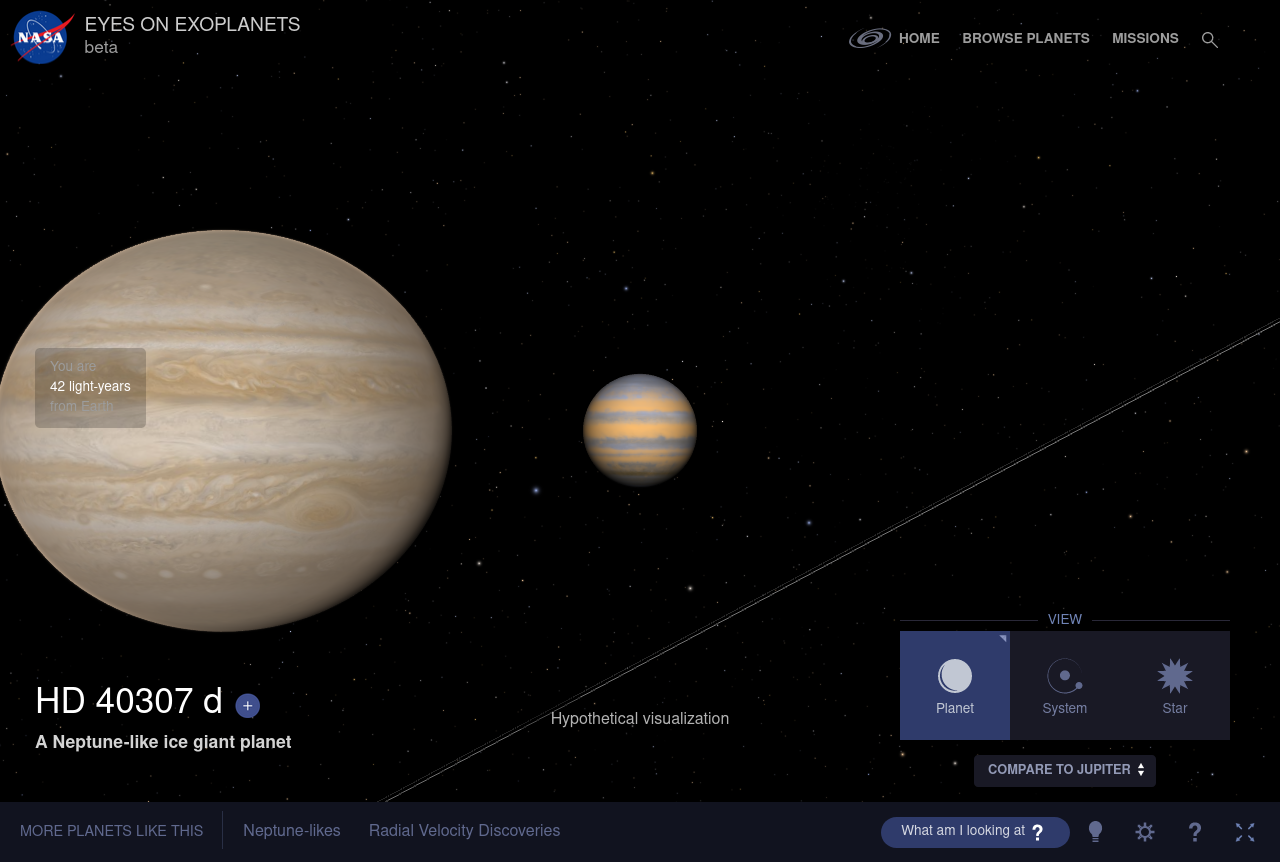 NASA
EYES ON EXOPLANETS
beta
HOME
BROWSE PLANETS
MISSIONS
You are
42 light-years
from Earth
HD 40307 d +
A Neptune-like ice giant planet
Hypothetical visualization
VIEW
Planet
System
Star
COMPARE TO JUPITER
MORE PLANETS LIKE THIS
Neptune-likes
Radial Velocity Discoveries
What am I looking at ?
?